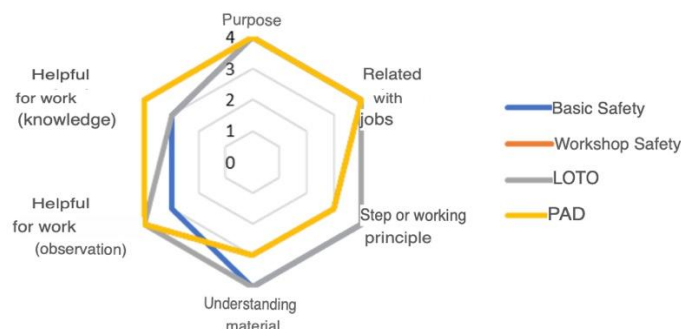 Purpose
4
3
2
1
0
Related
with
jobs
Step or working
principle
Understanding
material
Helpful
for work
(observation)
Helpful
for work
(knowledge)
Basic Safety
Workshop Safety
LOTO
PAD